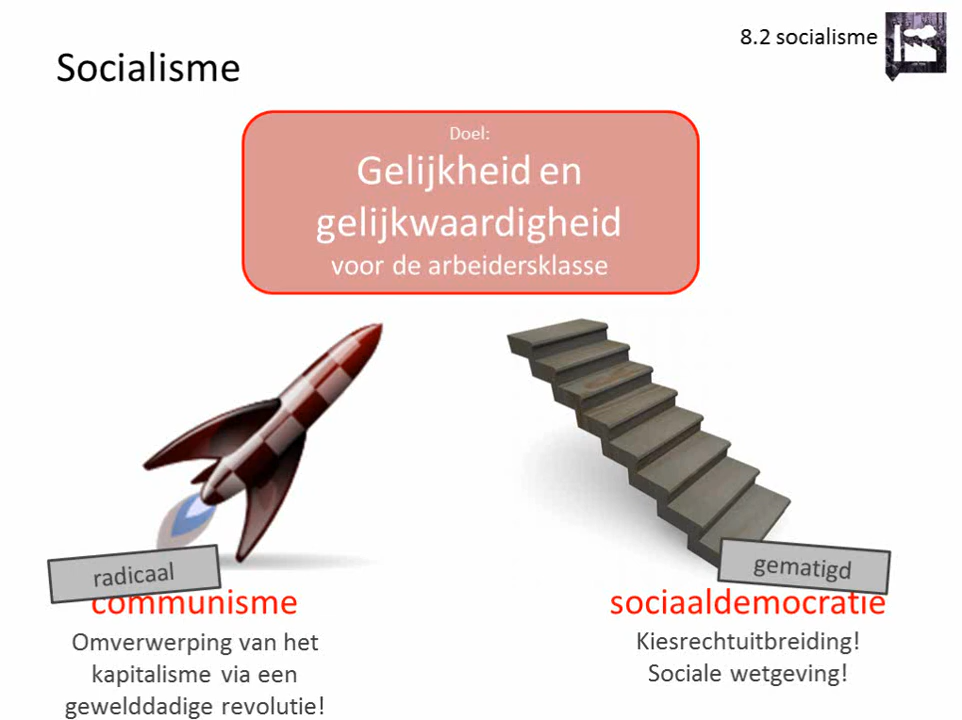 8.2 socialisme
Socialisme
Doel:
Gelijkheid en
gelijkwaardigheid
voor de arbeidersklasse
radicaal
communisme
Omverwerping van het
kapitalisme via een
gewelddadige revolutie!
gematigd
sociaaldemocratie
Kiesrechtuitbreiding!
Sociale wetgeving!